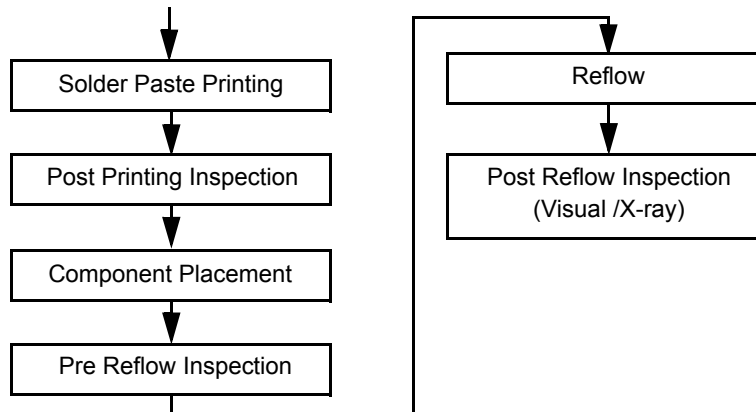 Solder Paste Printing
Post Printing Inspection
Component Placement
Pre Reflow Inspection
Reflow
Post Reflow Inspection
(Visual /X-ray)